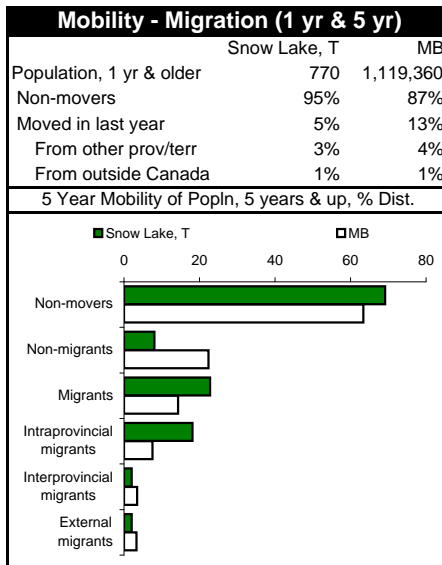 Mobility - Migration (1 yr & 5 yr)
Snow Lake, T MB
Population, 1 yr & older 770 1,119,360
Non-movers 95% 87%
Moved in last year 5% 13%
From other prov/terr 3% 4%
From outside Canada 1% 1%
5 Year Mobility of Popln, 5 years & up, % Dist.
Snow Lake, T MB
0 20 40 60 80
Non-movers
Non-migrants
Migrants
Intraprovincial
migrants
Interprovincial
migrants
External
migrants